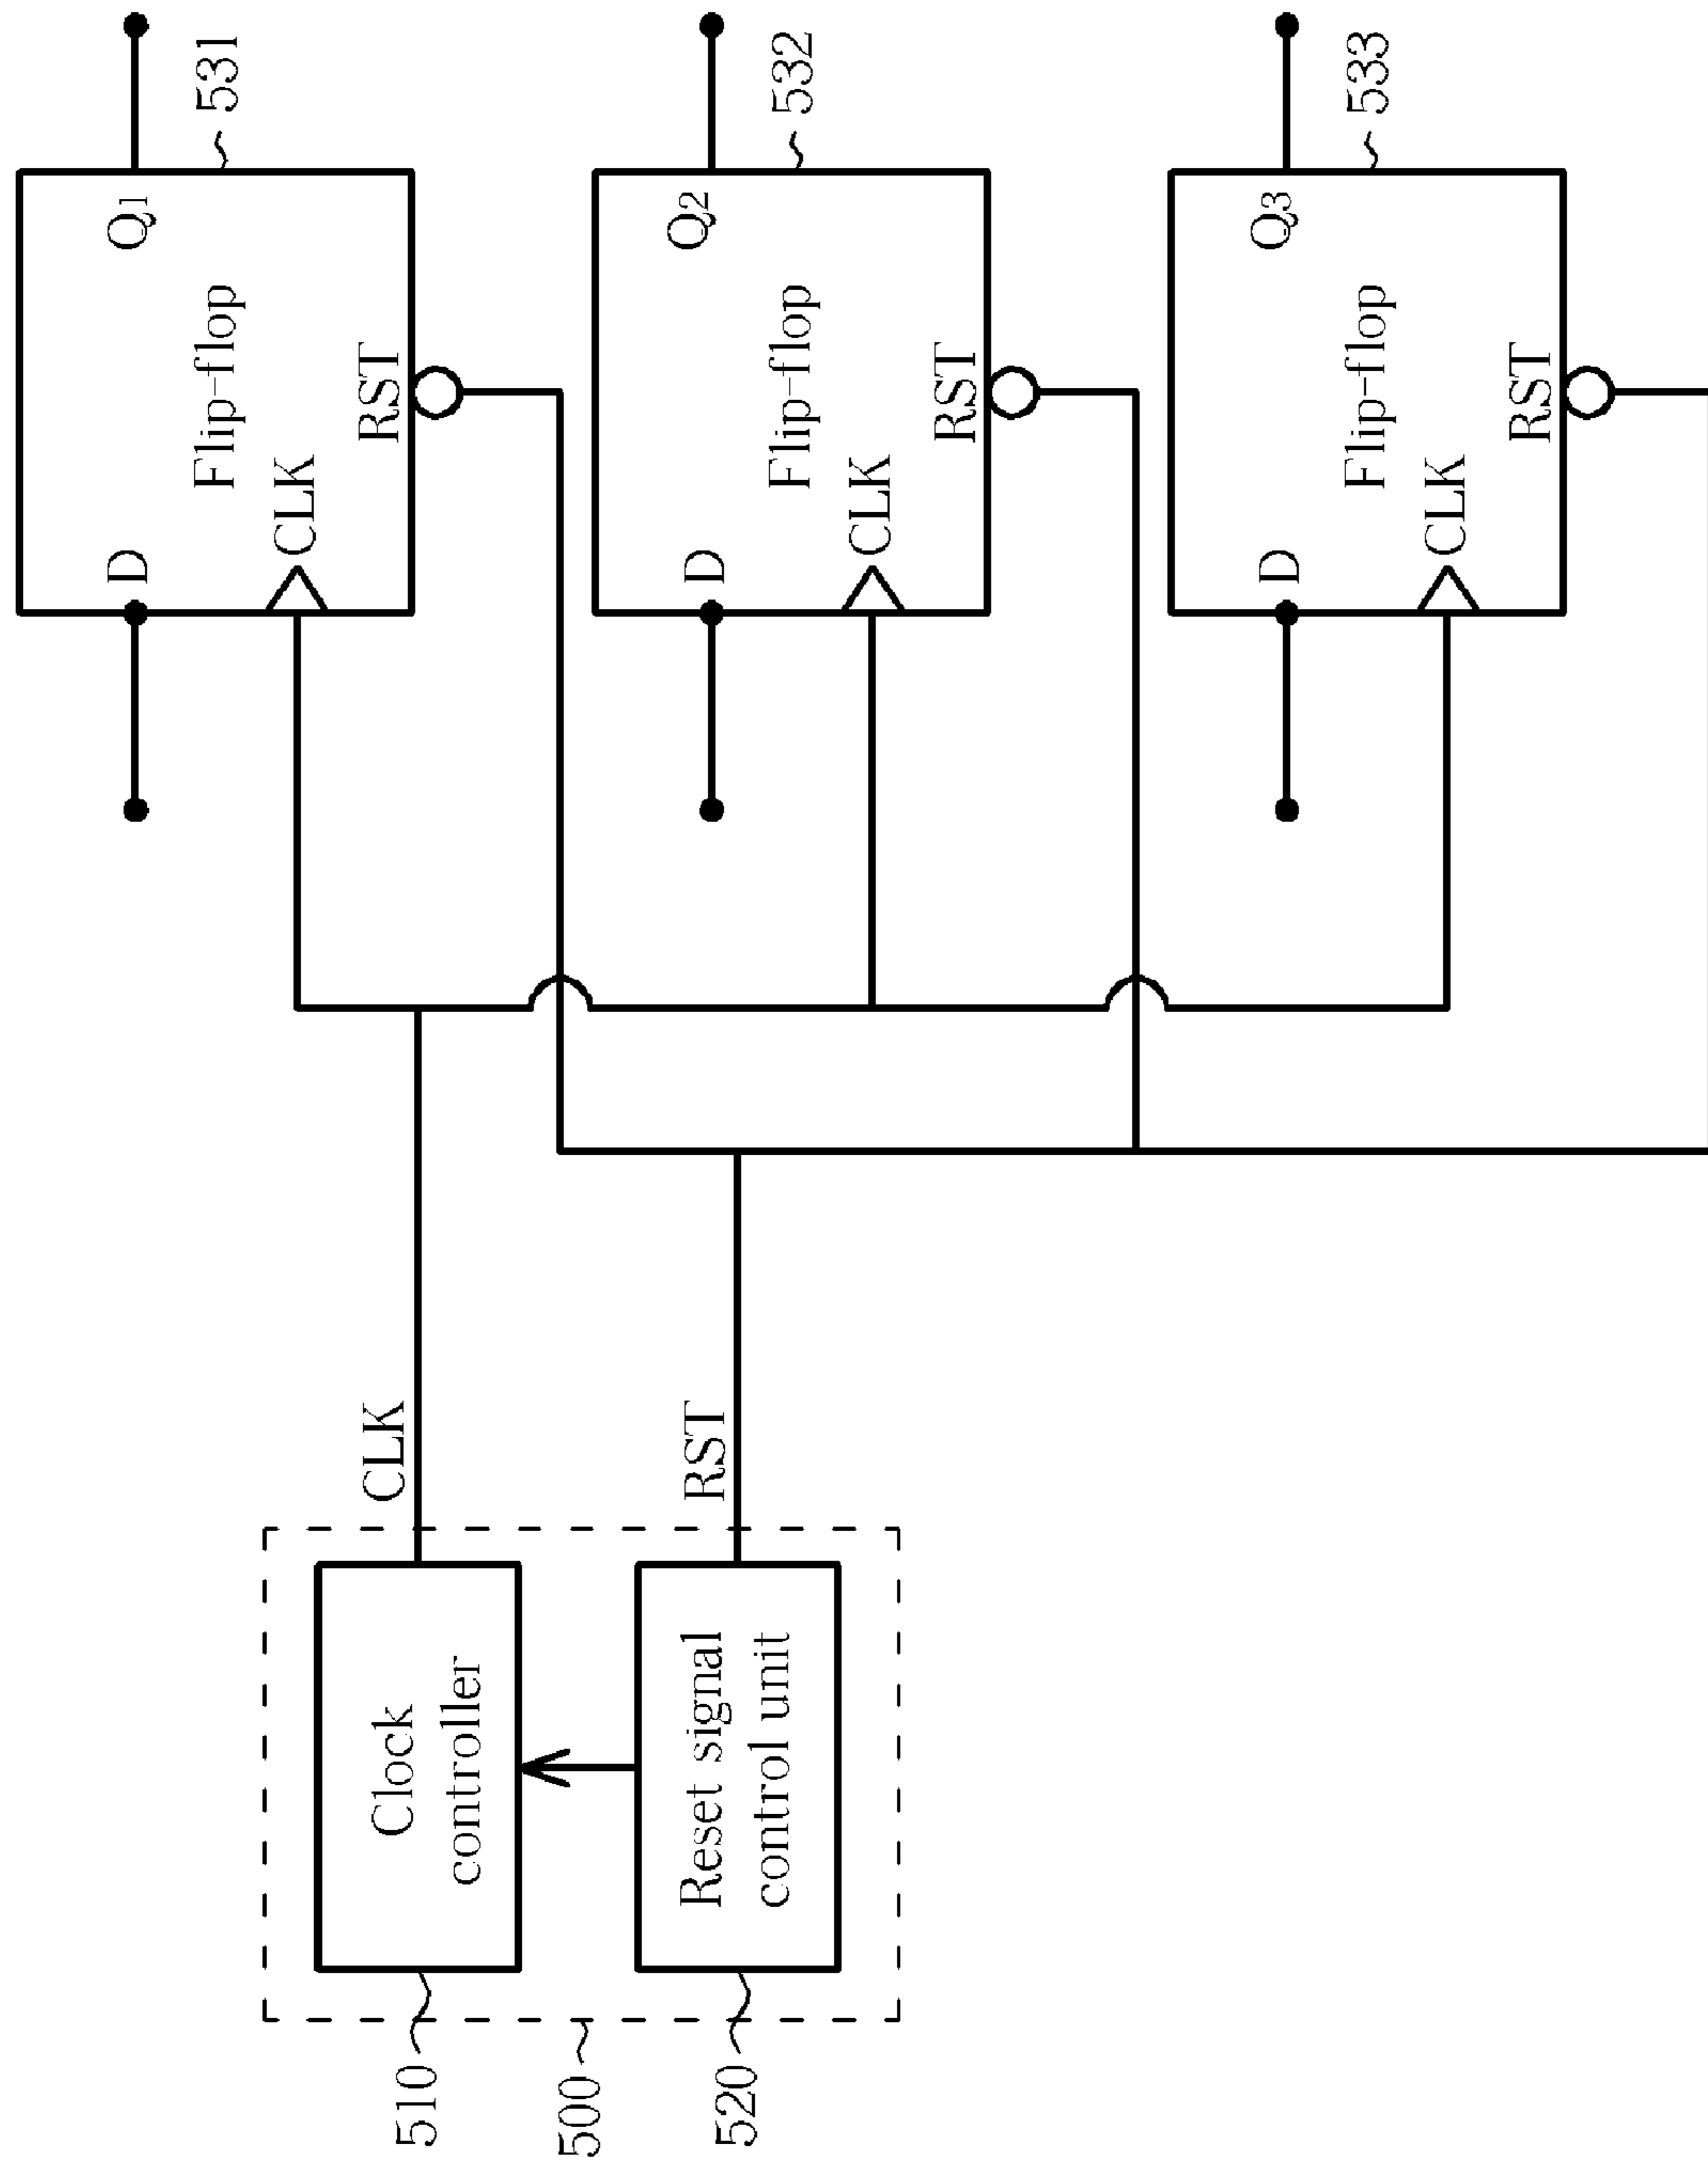 510
500
520
Clock
controller
Reset signal
control unit
CLK
RST
D
Q1
Flip-flop
CLK
RST
531
D
Q2
Flip-flop
CLK
RST
532
D
Q3
Flip-flop
CLK
RST
533